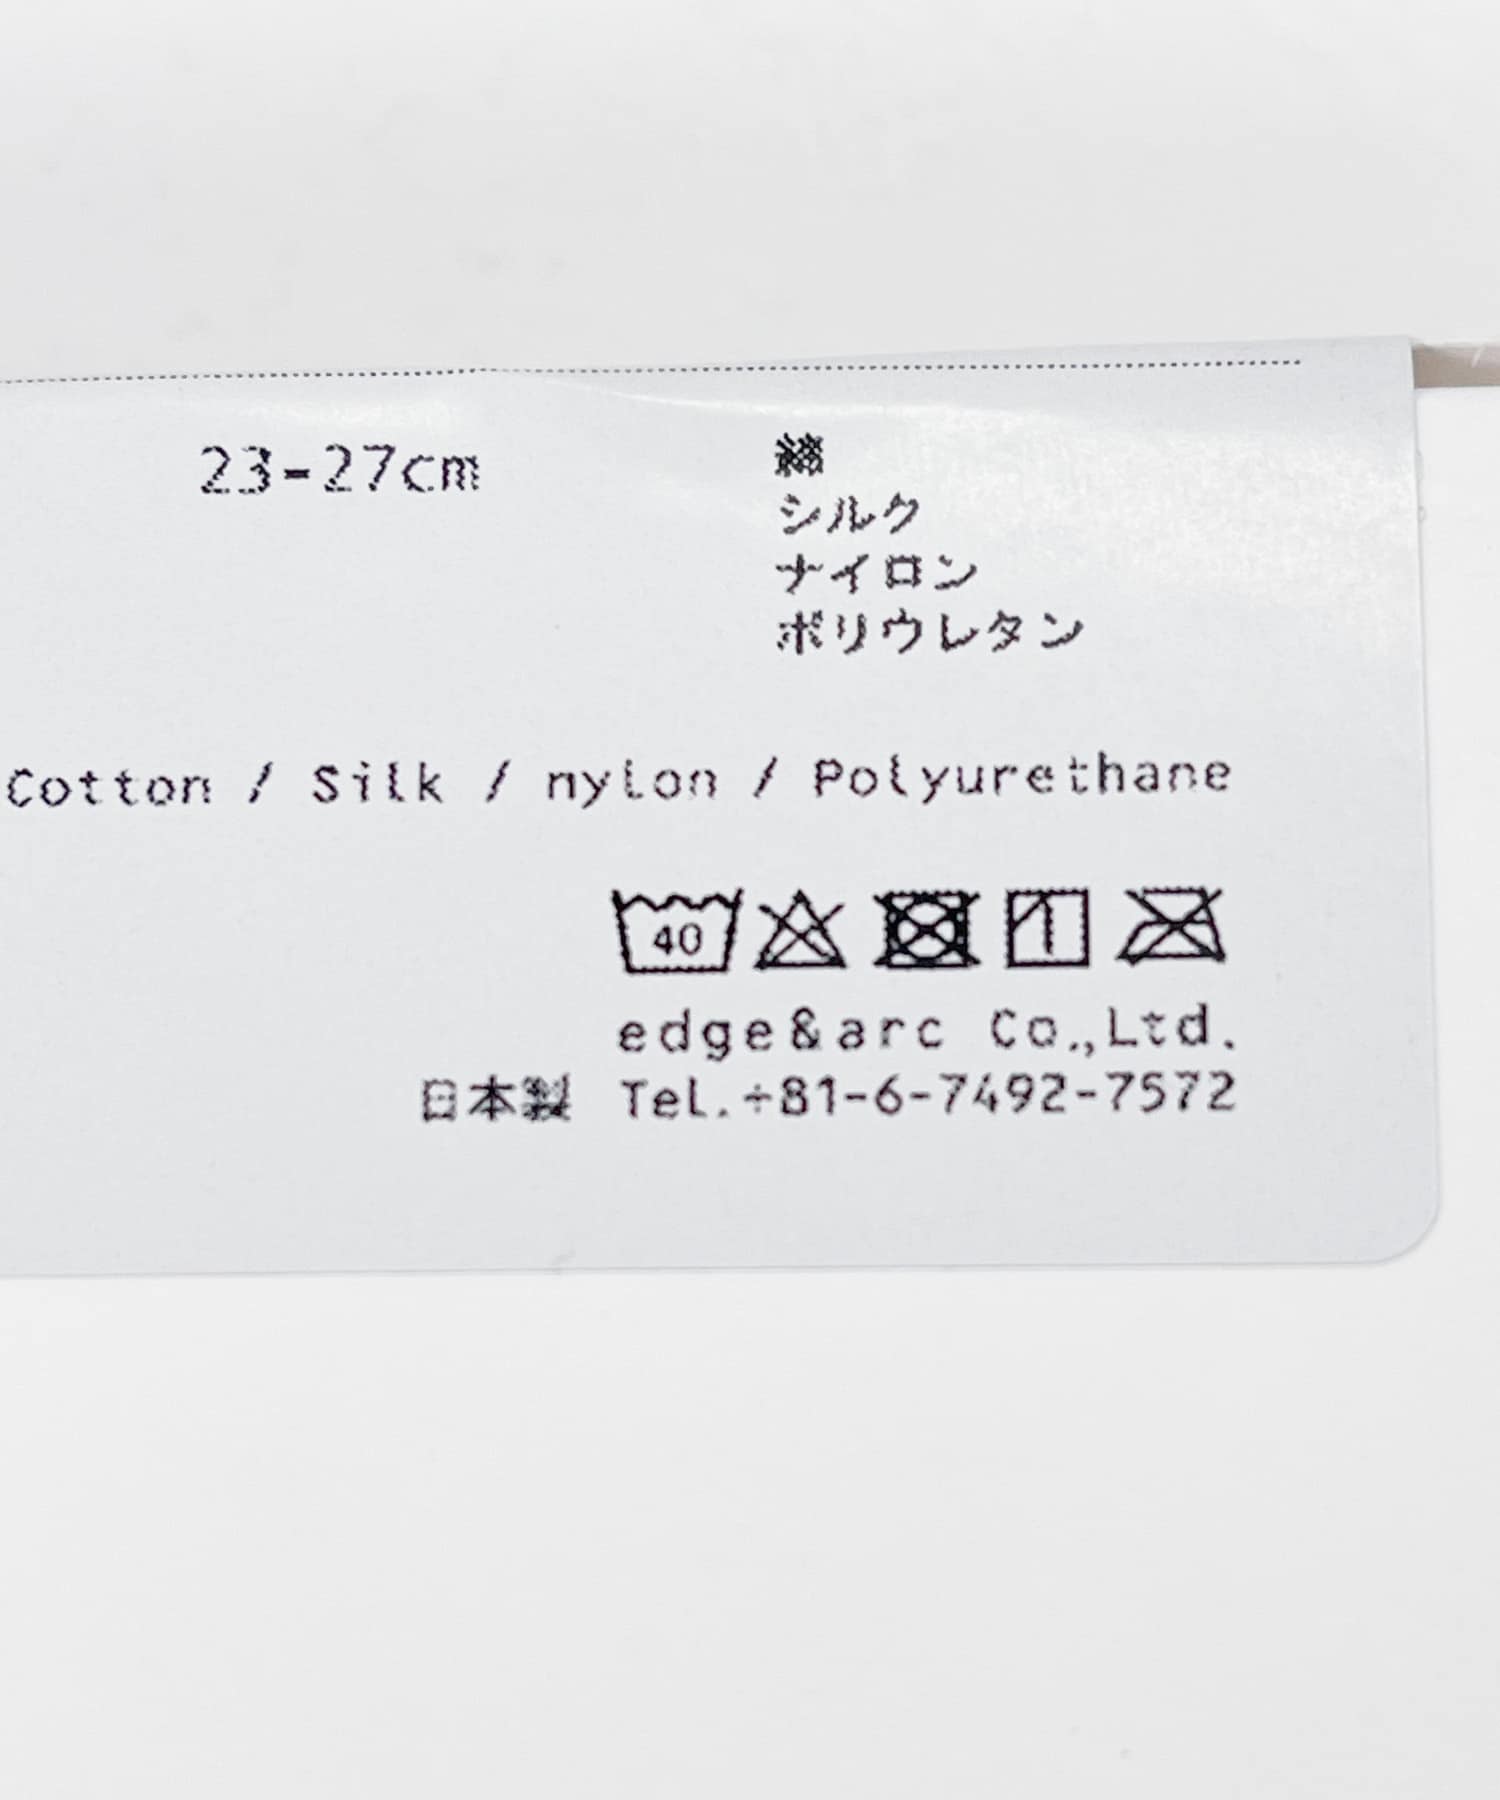 23-27cm
綿
シルク
ナイロン
ポリウレタン
Cotton / Silk / nylon / Polyurethane
40
edge&arc Co.,Ltd.
日本製 Tel.+81-6-7492-7572